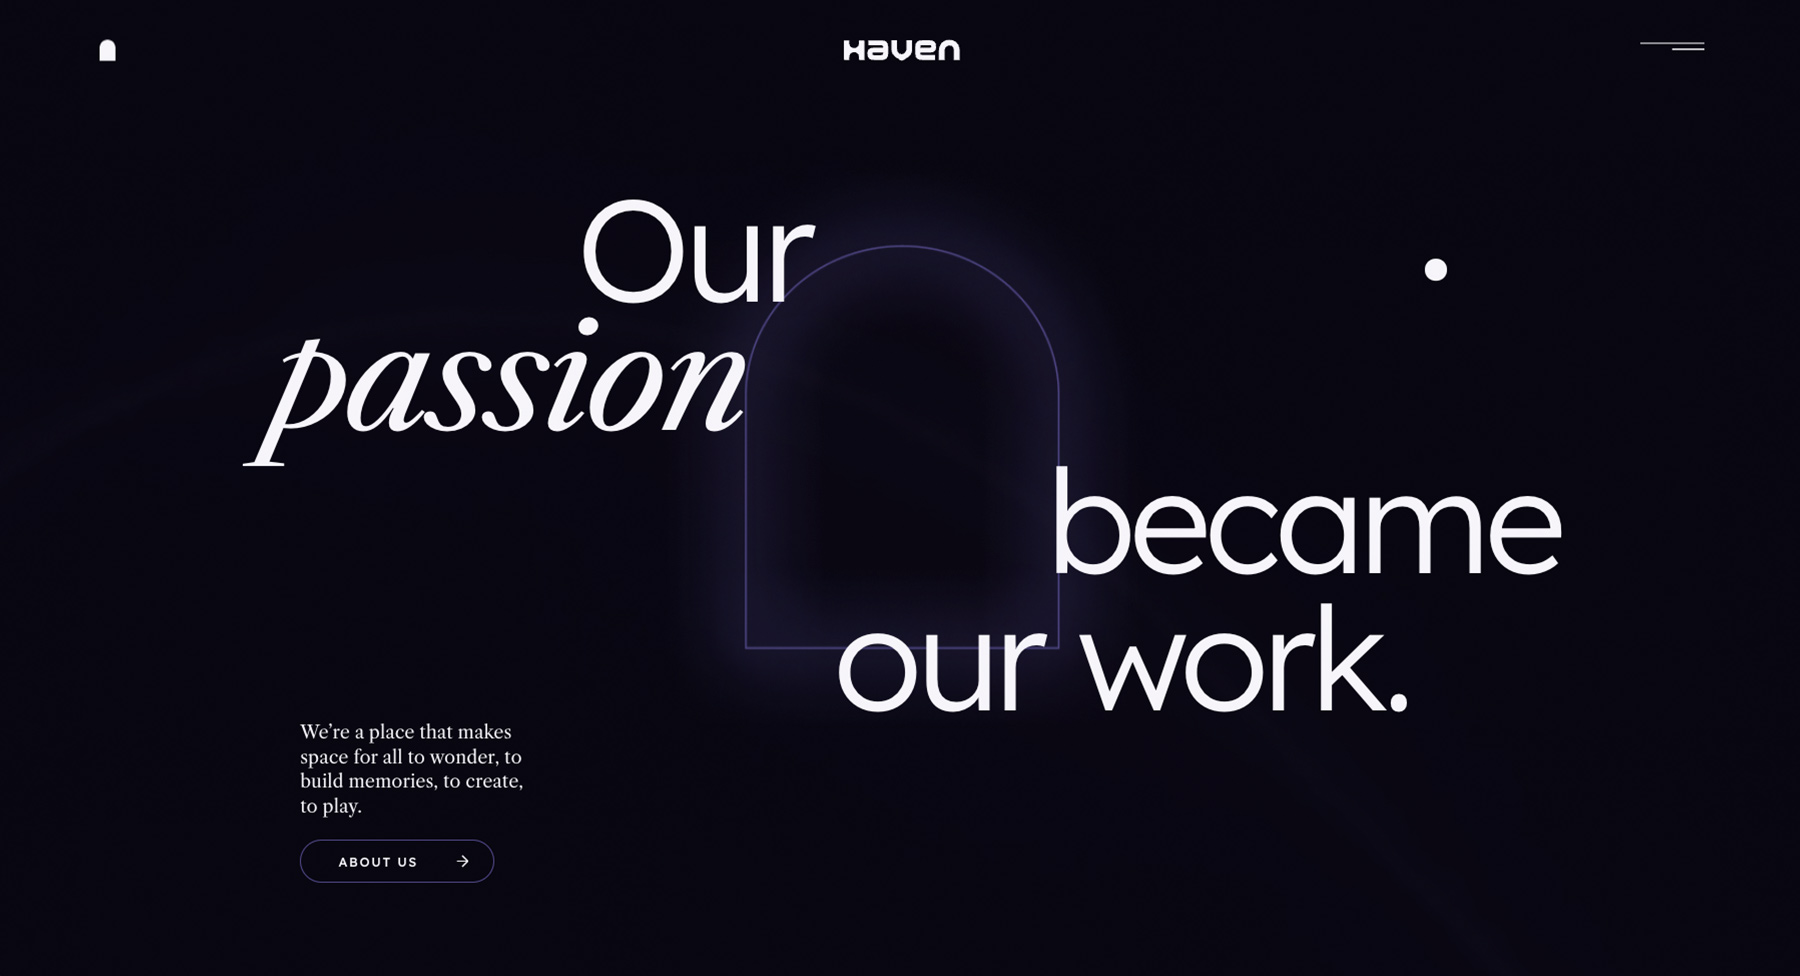 Haven
Our
passion
became
our work.
We’re a place that makes
space for all to wonder, to
build memories, to create,
to play.
ABOUT US